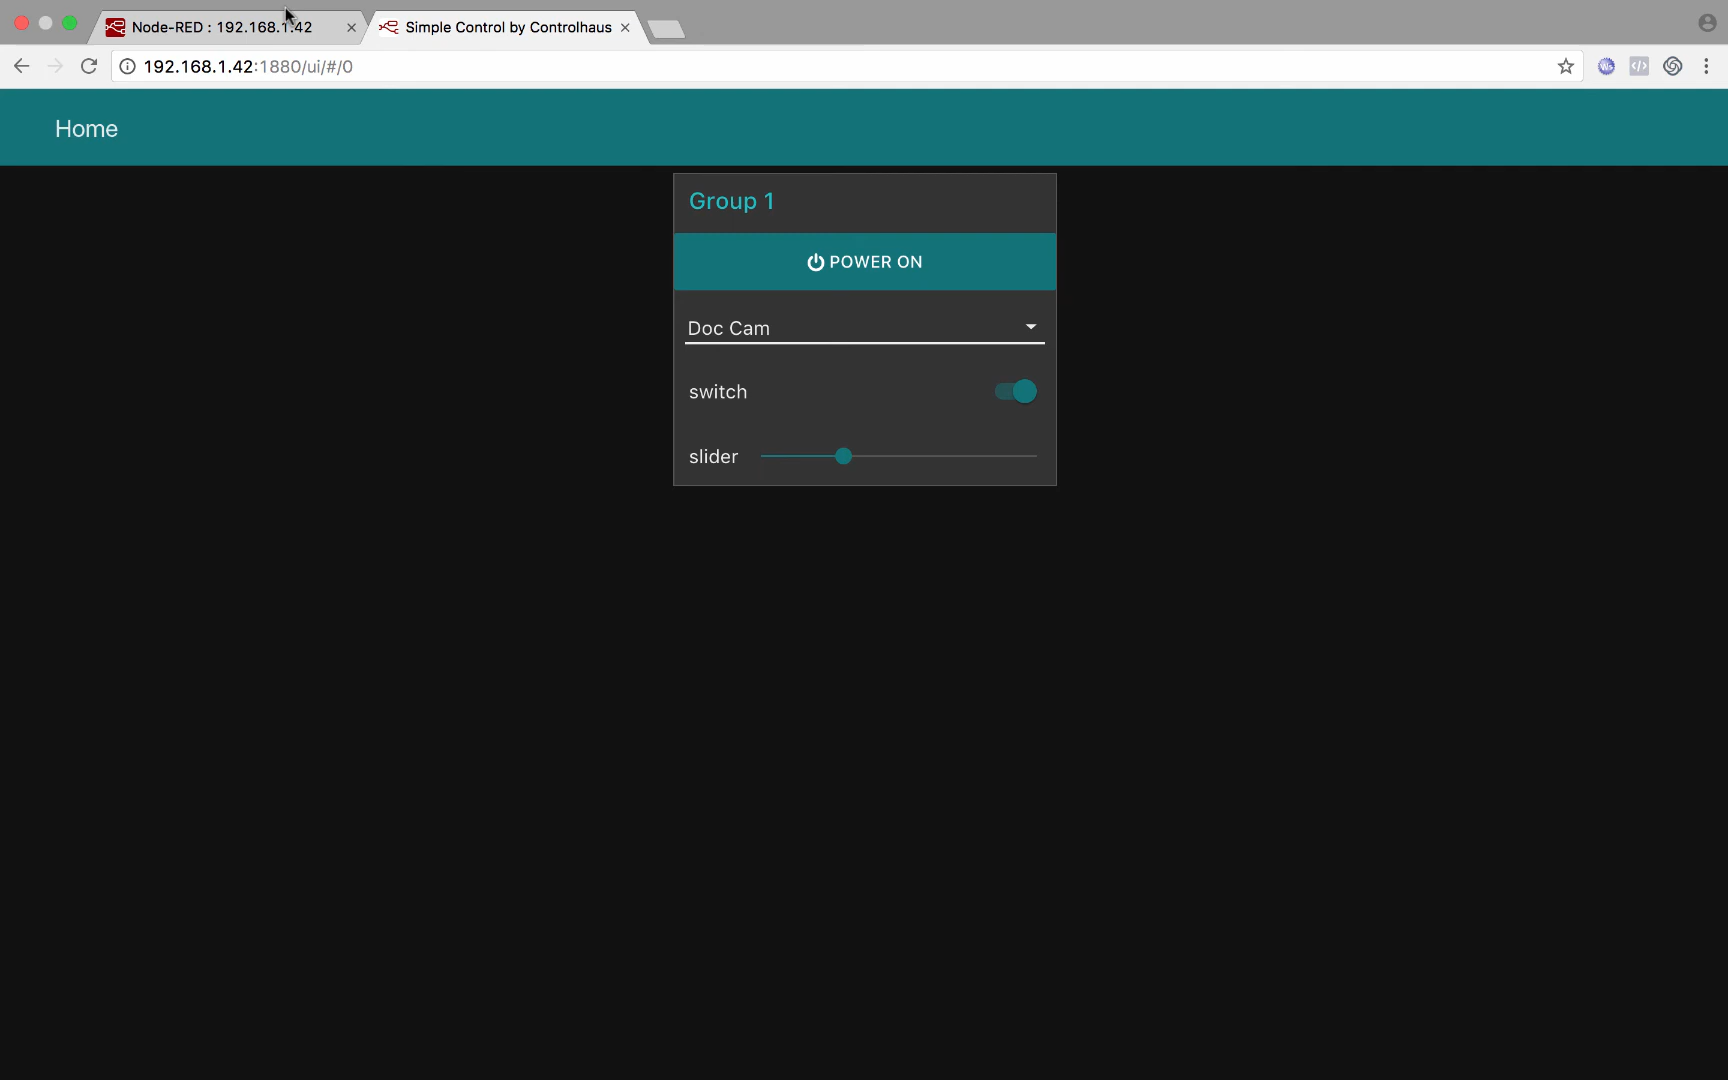 Node-RED : 192.168.1.42
Simple Control by Controlhaus
192.168.1.42:1880/ui/#/0
Home
Group 1
POWER ON
Doc Cam
switch
slider